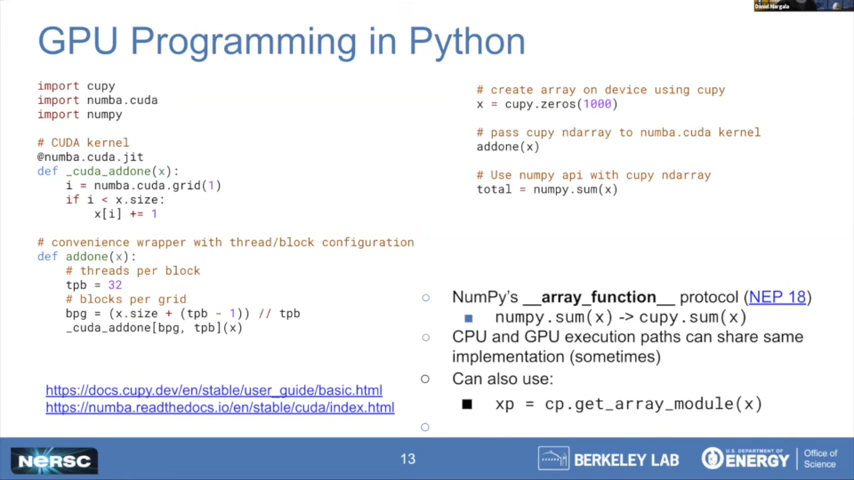 Daniel Margala
GPU Programming in Python
import cupy
import numba.cuda
import numpy
# CUDA kernel
@numba.cuda.jit
def _cuda_addone(x):
i = numba.cuda.grid(1)
if i < x.size:
x[i] += 1
# convenience wrapper with thread/block configuration
def addone(x):
# threads per block
tpb = 32
# blocks per grid
bpg = (x.size + (tpb - 1)) // tpb
_cuda_addone[bpg, tpb](x)
https://docs.cupy.dev/en/stable/user_guide/basic.html
https://numba.readthedocs.io/en/stable/cuda/index.html
# create array on device using cupy
x = cupy.zeros(1000)
# pass cupy ndarray to numba.cuda kernel
addone(x)
# Use numpy api with cupy ndarray
total = numpy.sum(x)
NumPy's __array_function__ protocol (NEP 18)
numpy.sum(x) -> cupy.sum(x)
CPU and GPU execution paths can share same
implementation (sometimes)
Can also use:
xp = cp.get_array_module(x)
NERSC
13
BERKELEY LAB
U.S. DEPARTMENT OF
ENERGY
Office of
Science